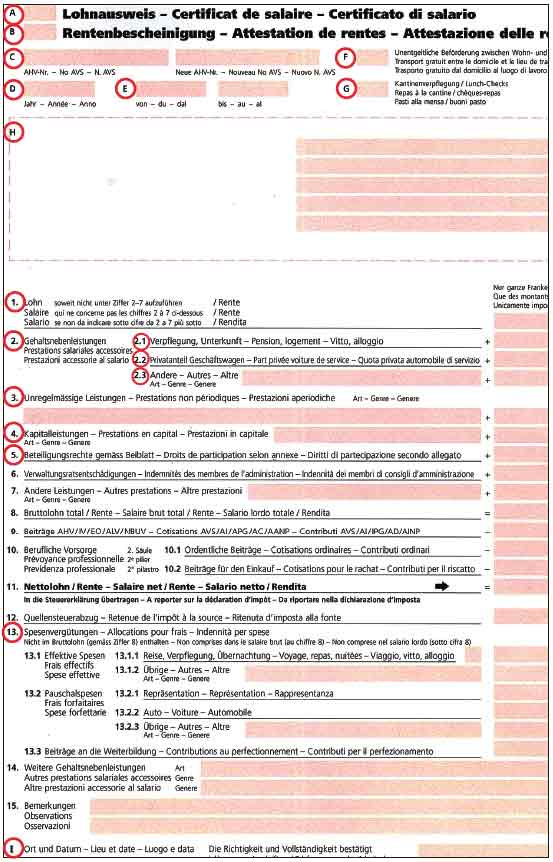 A Lohnausweis – Certificat de salaire – Certificato di salario
B Rentenbescheinigung – Attestation de rentes – Attestazione delle
C F Unentgeltliche Beförderung zwischen Wohn- und
AHV-Nr. – No AVS – N. AVS Neue AHV-Nr. – Nouveau No AVS – Nuovo N. AVS Transport gratuit entre le domicile et le lieu de
Trasporto gratuito dal domicilio al luogo di
D E G Kantinenverpflegung / Lunch-Checks
Repas à la cantine / chèques-repas
Jahr – Année – Anno von – du – dal bis – au – al Pasti alla mensa / buoni pasto
H
Nur ganze
Que des
Unicamente
1. Lohn soweit nicht unter Ziffer 2–7 aufzuführen / Rente
Salaire qui ne concerne pas les chiffres 2 à 7 ci-dessous / Rente
Salario se non da indicare sotto cifre da 2 a 7 più sotto / Rendita
2. Gehaltsnebenleistungen 2.1 Verpflegung, Unterkunft – Pension, logement – Vitto, alloggio +
Prestations salariales accessoires
Prestazioni accessorie al salario 2.2 Privatanteil Geschäftswagen – Part privée voiture de service – Quota privata automobile di servizio +
2.3 Andere – Autres – Altre +
Art – Genre – Genere
3. Unregelmässige Leistungen – Prestations non périodiques – Prestazioni aperiodiche Art – Genre – Genere
+
4. Kapitalleistungen – Prestations en capital – Prestazioni in capitale +
Art – Genre – Genere
5. Beteiligungsrechte gemäss Beiblatt – Droits de participation selon annexe – Diritti di partecipazione secondo allegato +
6. Verwaltungsratsentschädigungen – Indemnités des membres de l'administration – Indennità dei membri di consigli d'amministrazione +
7. Andere Leistungen – Autres prestations – Altre prestazioni +
Art – Genre – Genere
8. Bruttolohn total / Rente – Salaire brut total / Rente – Salario lordo totale / Rendita =
9. Beiträge AHV/IV/EO/ALV/NBUV – Cotisations AVS/AI/APG/AC/AANP – Contributi AVS/AI/IPG/AD/AINP –
10. Berufliche Vorsorge 2. Säule 10.1 Ordentliche Beiträge – Cotisations ordinaires – Contributi ordinari –
Prévoyance professionnelle 2e pilier
Previdenza professionale 2° pilastro 10.2 Beiträge für den Einkauf – Cotisations pour le rachat – Contributi per il riscatto –
11. Nettolohn / Rente – Salaire net / Rente – Salario netto / Rendita ➡ =
In die Steuererklärung übertragen – A reporter sur la déclaration d'impôt – Da riportare nella dichiarazione d'imposta
12. Quellensteuerabzug – Retenue de l'impôt à la source – Ritenuta d'imposta alla fonte
13. Spesenvergütungen – Allocations pour frais – Indennità per spese
Nicht im Bruttolohn (gemäss Ziffer 8) enthalten – Non comprises dans le salaire brut (au chiffre 8) – Non comprese nel salario lordo (sotto cifra 8)
13.1 Effektive Spesen 13.1.1 Reise, Verpflegung, Übernachtung – Voyage, repas, nuitées – Viaggio, vitto, alloggio
Frais effectifs 13.1.2 Übrige – Autres – Altre
Spese effettive Art – Genre – Genere
13.2 Pauschalspesen 13.2.1 Repräsentation – Représentation – Rappresentanza
Frais forfaitaires
Spese forfettarie 13.2.2 Auto – Voiture – Automobile
13.2.3 Übrige – Autres – Altre
Art – Genre – Genere
13.3 Beiträge an die Weiterbildung – Contributions au perfectionnement – Contributi per il perfezionamento
14. Weitere Gehaltsnebenleistungen Art
Autres prestations salariales accessoires Genre
Altre prestazioni accessorie al salario Genere
15. Bemerkungen
Observations
Osservazioni
I Ort und Datum – Lieu et date – Luogo e data Die Richtigkeit und Vollständigkeit bestätigt